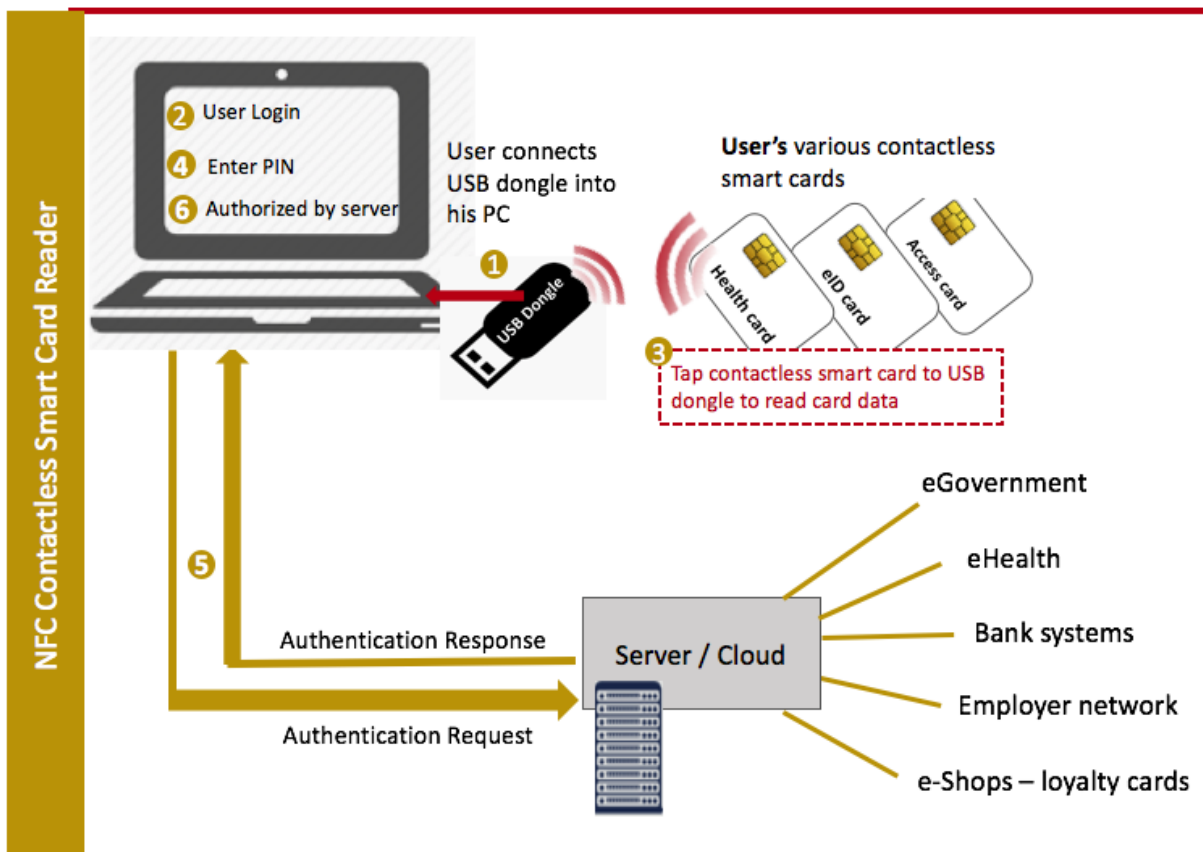 NFC Contactless Smart Card Reader
2 User Login
4 Enter PIN
6 Authorized by server
User connects
USB dongle into
his PC
1
USB Dongle
User's various contactless
smart cards
Health card
eID card
Access card
3
Tap contactless smart card to USB
dongle to read card data
5
Authentication Response
Authentication Request
Server / Cloud
eGovernment
eHealth
Bank systems
Employer network
e-Shops – loyalty cards